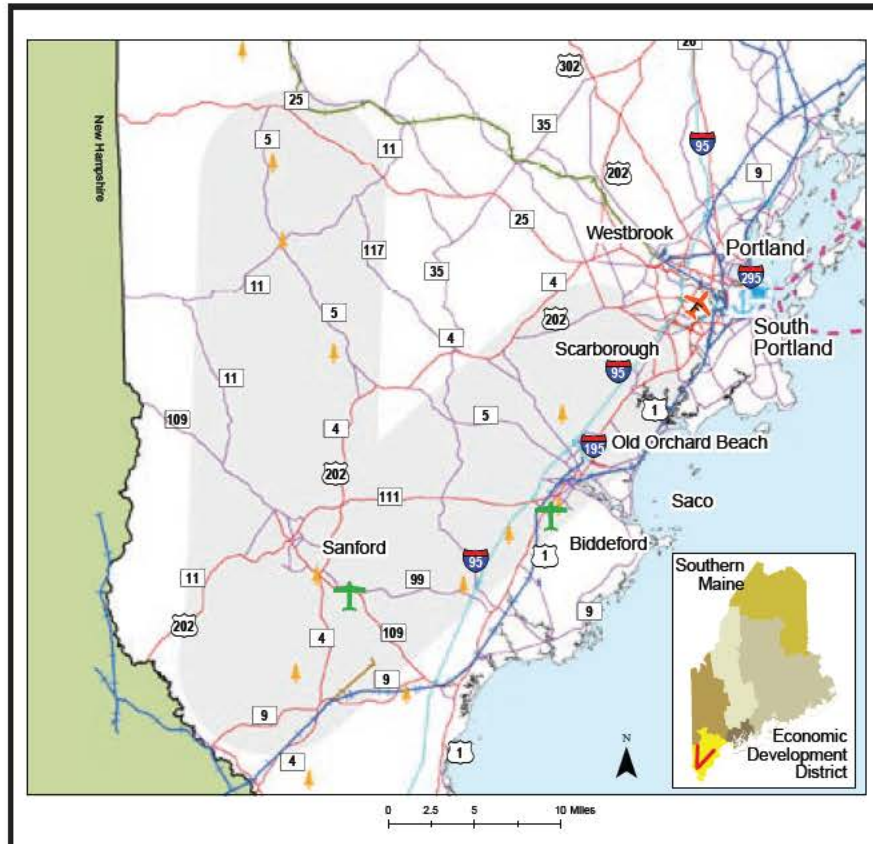 26
302
25
New Hampshire
5
35
11
95
202
9
25
Westbrook
Portland
117
35
295
11
4
5
202
South
Portland
4
Scarborough
95
11
109
5
1
4
195
Old Orchard Beach
202
111
Saco
Sanford
1
Biddeford
95
11
99
Southern
Maine
202
9
4
109
9
9
N
Economic
Development
District
4
1
0 2.5 5 10 Miles